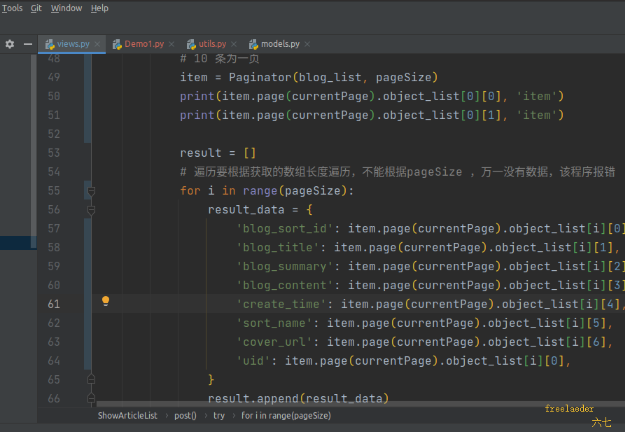 Tools Git Window Help
views.py × Demo1.py × utils.py × models.py ×
48 # 10 条为一页
49 item = Paginator(blog_list, pageSize)
50 print(item.page(currentPage).object_list[0][0], 'item')
51 print(item.page(currentPage).object_list[0][1], 'item')
52
53 result = []
54 # 遍历要根据获取的数组长度遍历，不能根据pageSize ，万一没有数据，该程序报错
55 for i in range(pageSize):
56 result_data = {
57 'blog_sort_id': item.page(currentPage).object_list[i][0]
58 'blog_title': item.page(currentPage).object_list[i][1],
59 'blog_summary': item.page(currentPage).object_list[i][2]
60 'blog_content': item.page(currentPage).object_list[i][3]
61 'create_time': item.page(currentPage).object_list[i][4],
62 'sort_name': item.page(currentPage).object_list[i][5],
63 'cover_url': item.page(currentPage).object_list[i][6],
64 'uid': item.page(currentPage).object_list[i][0],
65 }
66 result.append(result_data)
ShowArticleList › post() › try › for i in range(pageSize)
freelaeder
六七